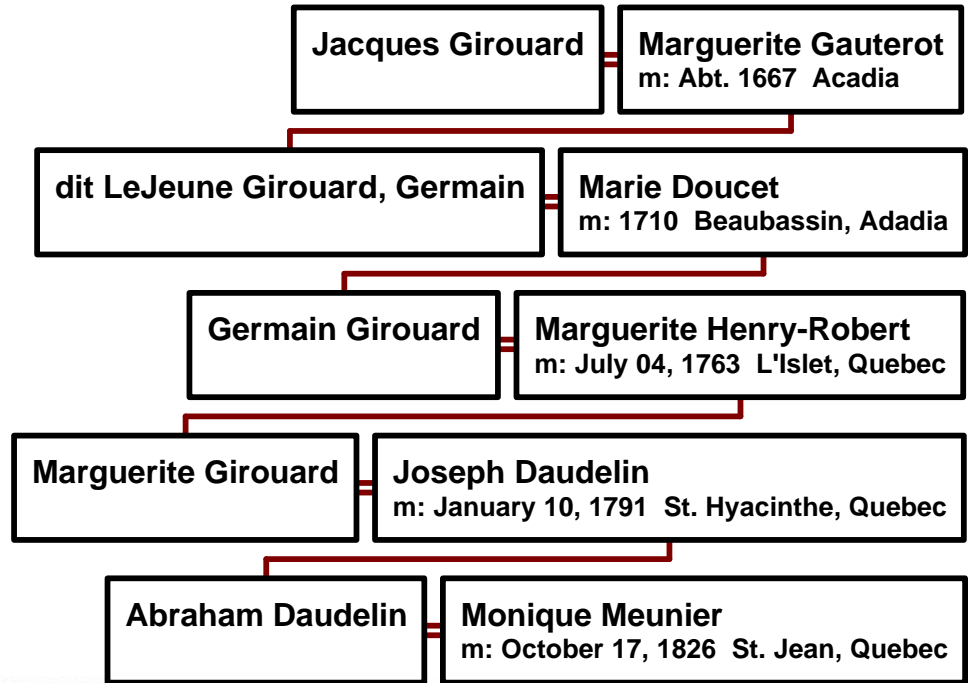 Jacques Girouard
Marguerite Gauterot
m: Abt. 1667 Acadia
dit LeJeune Girouard, Germain
Marie Doucet
m: 1710 Beaubassin, Adadia
Germain Girouard
Marguerite Henry-Robert
m: July 04, 1763 L'Islet, Quebec
Marguerite Girouard
Joseph Daudelin
m: January 10, 1791 St. Hyacinthe, Quebec
Abraham Daudelin
Monique Meunier
m: October 17, 1826 St. Jean, Quebec